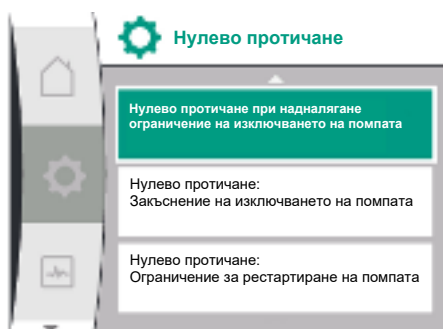 Нулево протичане
Нулево протичане при надналягане
ограничение на изключването на помпата
Нулево протичане:
Закъснение на изключването на помпата
Нулево протичане:
Ограничение за рестартиране на помпата